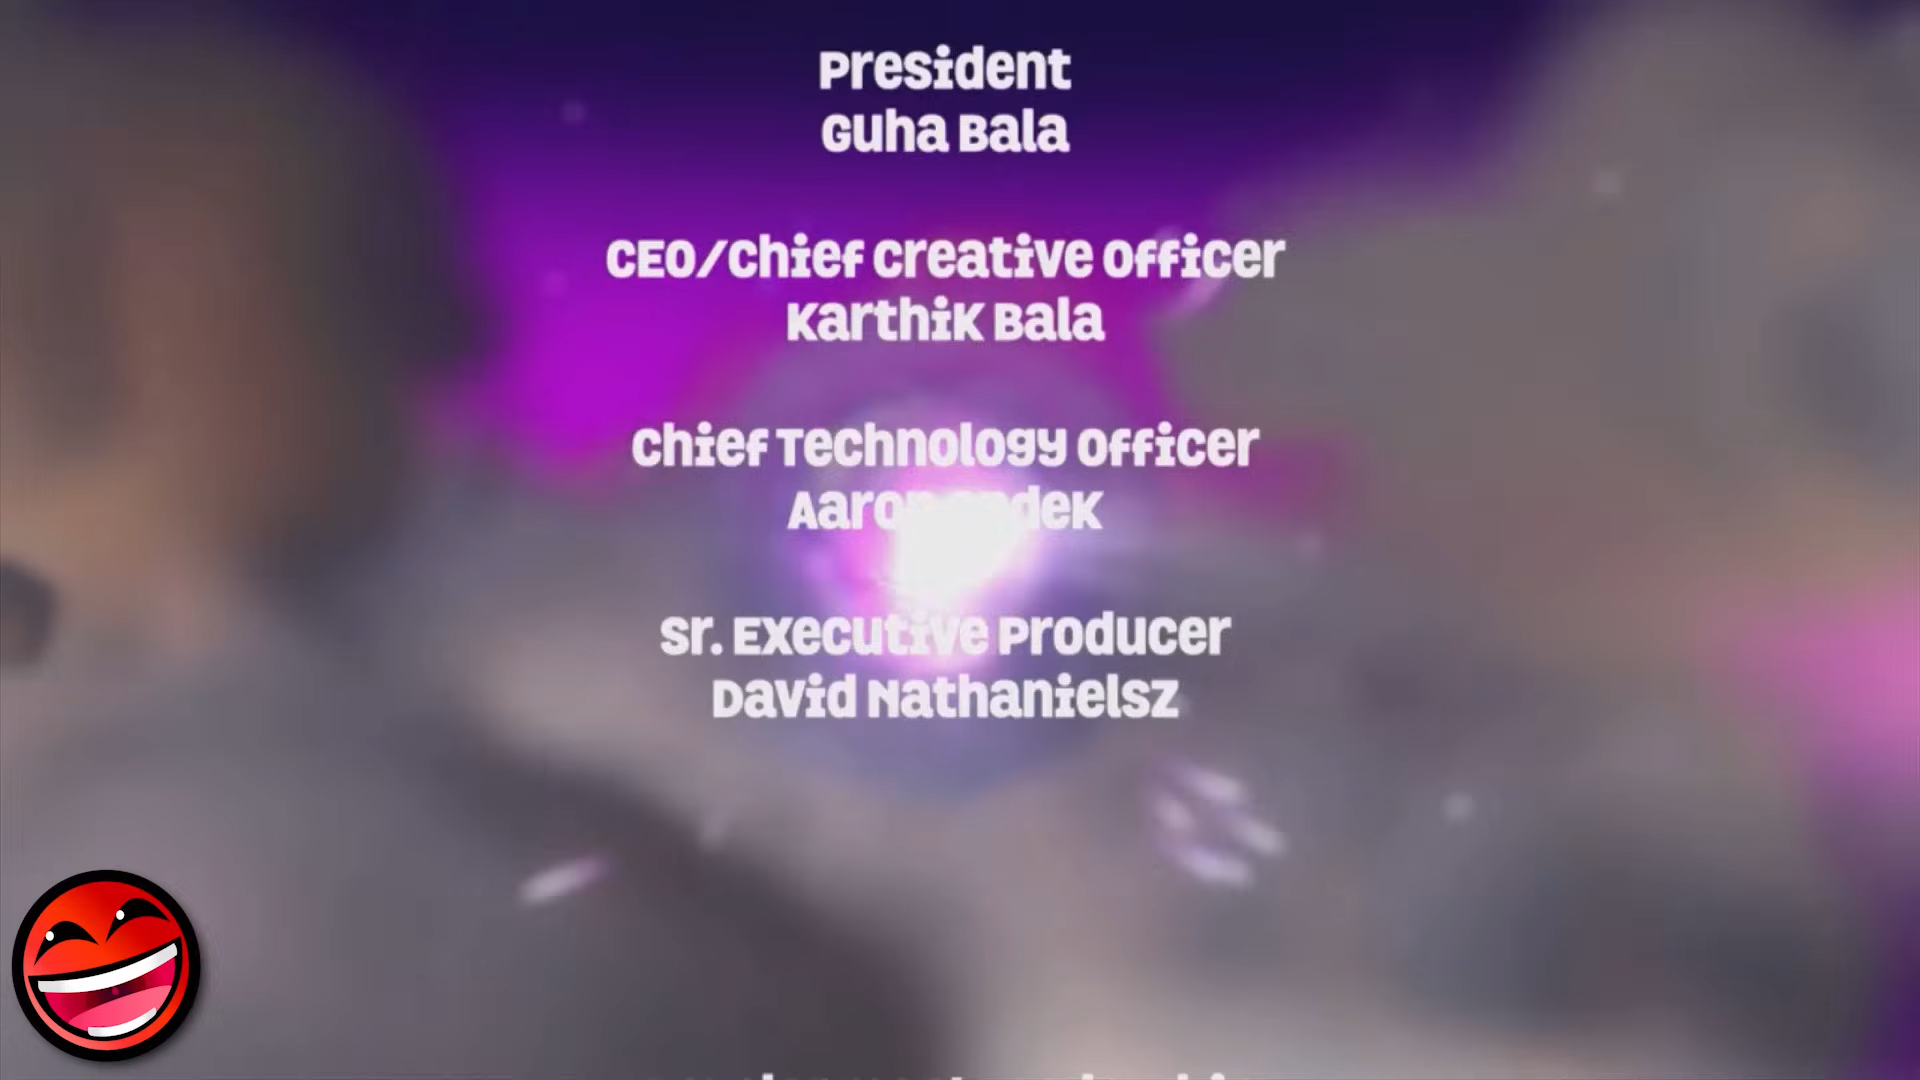 President
Guha Bala
CEO/Chief Creative Officer
Karthik Bala
Chief Technology Officer
Sr. Executive Producer
David Nathanielsz